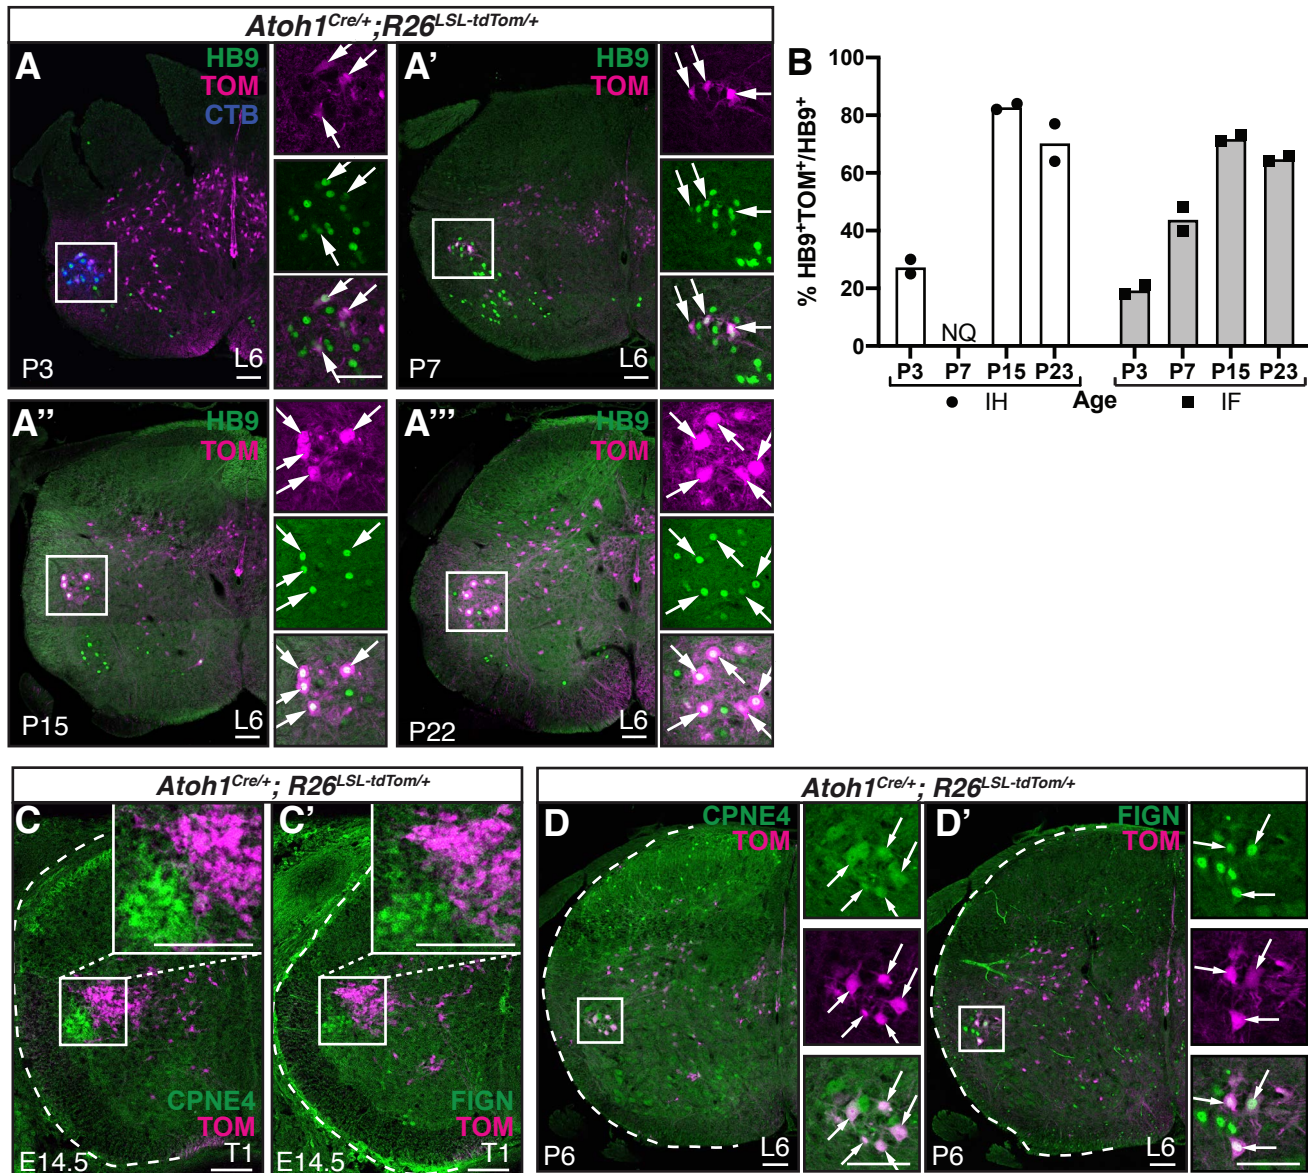 Atoh1Cre/+;R26LSL-tdTom/+
A
HB9
TOM
CTB
P3
L6
A'
HB9
TOM
P7
L6
A''
HB9
TOM
P15
L6
A'''
HB9
TOM
P22
L6
B
% HB9+TOM+/HB9+
100
80
60
40
20
0
NQ
P3 P7 P15 P23 P3 P7 P15 P23
IH Age IF
Atoh1Cre/+; R26LSL-tdTom/+
C
CPNE4
TOM
E14.5
T1
C'
FIGN
TOM
E14.5
T1
Atoh1Cre/+; R26LSL-tdTom/+
D
CPNE4
TOM
P6
L6
D'
FIGN
TOM
P6
L6